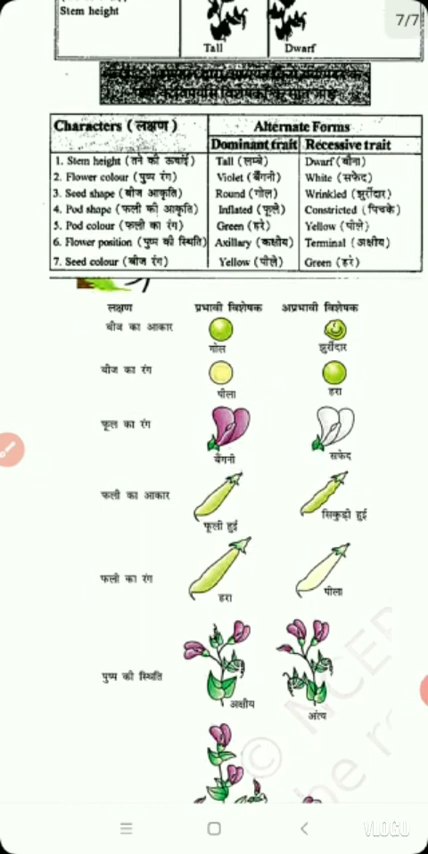 Stem height
Tall Dwarf
7/7
Characters (लक्षण) Alternate Forms
Dominant trait Recessive trait
1. Stem height (तने की ऊंचाई) Tall (लम्बे) Dwarf (बौना)
2. Flower colour (पुष्प रंग) Violet (बैंगनी) White (सफेद)
3. Seed shape (बीज आकृति) Round (गोल) Wrinkled (झुर्रीदार)
4. Pod shape (फली की आकृति) Inflated (फूले) Constricted (पिचके)
5. Pod colour (फली का रंग) Green (हरे) Yellow (पीले)
6. Flower position (पुष्प की स्थिति) Axillary (कक्षीय) Terminal (अक्षीय)
7. Seed colour (बीज रंग) Yellow (पीले) Green (हरे)
लक्षण प्रभावी विशेषक अप्रभावी विशेषक
बीज का आकार
गोल झुर्रीदार
बीज का रंग
पीला हरा
फूल का रंग
बैंगनी सफेद
फली का आकार
फूली हुई सिकुड़ी हुई
फली का रंग
हरा पीला
पुष्प की स्थिति
अक्षीय अंत्य
© NCER
he re
VLOGU